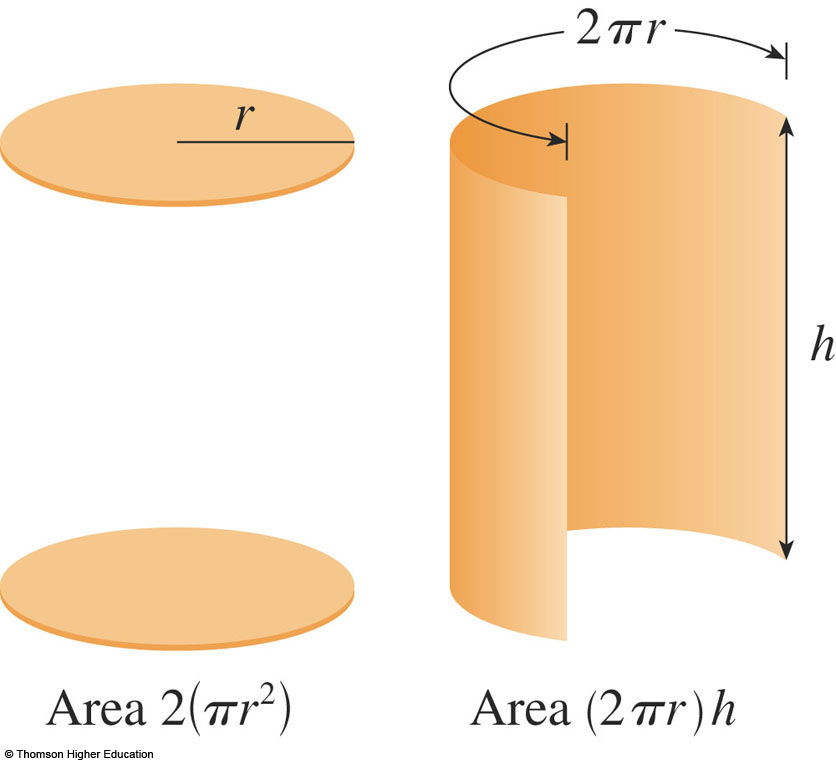 2πr
r
h
Area 2(πr²)
Area (2πr)h
© Thomson Higher Education